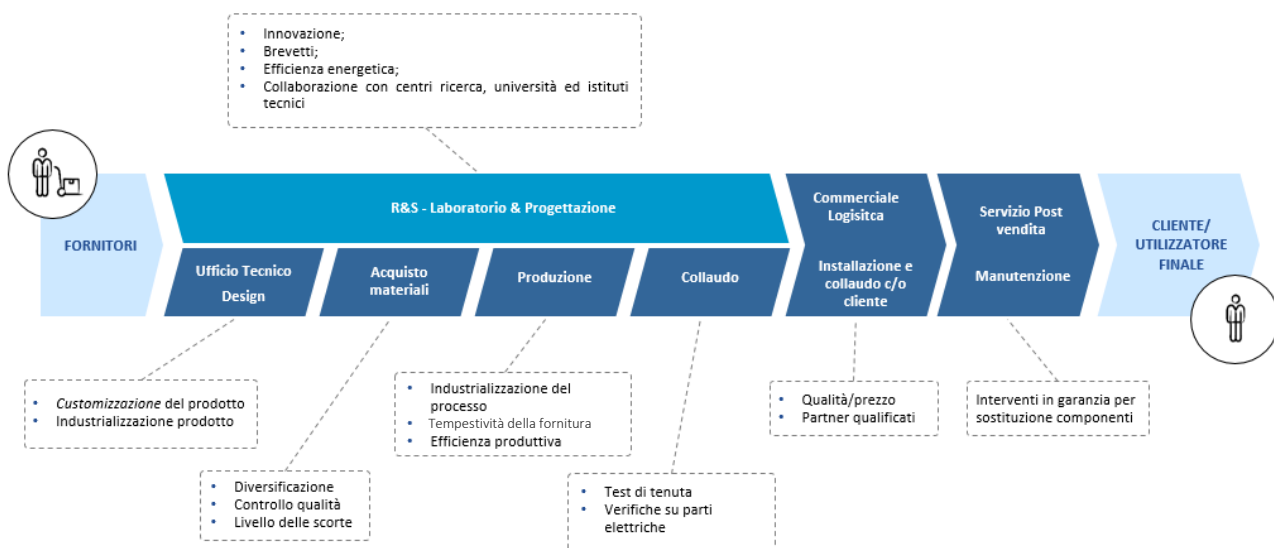 • Innovazione;
• Brevetti;
• Efficienza energetica;
• Collaborazione con centri ricerca, università ed istituti
tecnici
FORNITORI
R&S - Laboratorio & Progettazione
Ufficio Tecnico
Design
Acquisto
materiali
Produzione
Collaudo
Commerciale
Logisitca
Installazione e
collaudo c/o
cliente
Servizio Post
vendita
Manutenzione
CLIENTE/
UTILIZZATORE
FINALE
• Customizzazione del prodotto
• Industrializzazione prodotto
• Diversificazione
• Controllo qualità
• Livello delle scorte
• Industrializzazione del
processo
• Tempestività della fornitura
• Efficienza produttiva
• Test di tenuta
• Verifiche su parti
elettriche
• Qualità/prezzo
• Partner qualificati
Interventi in garanzia per
sostituzione componenti